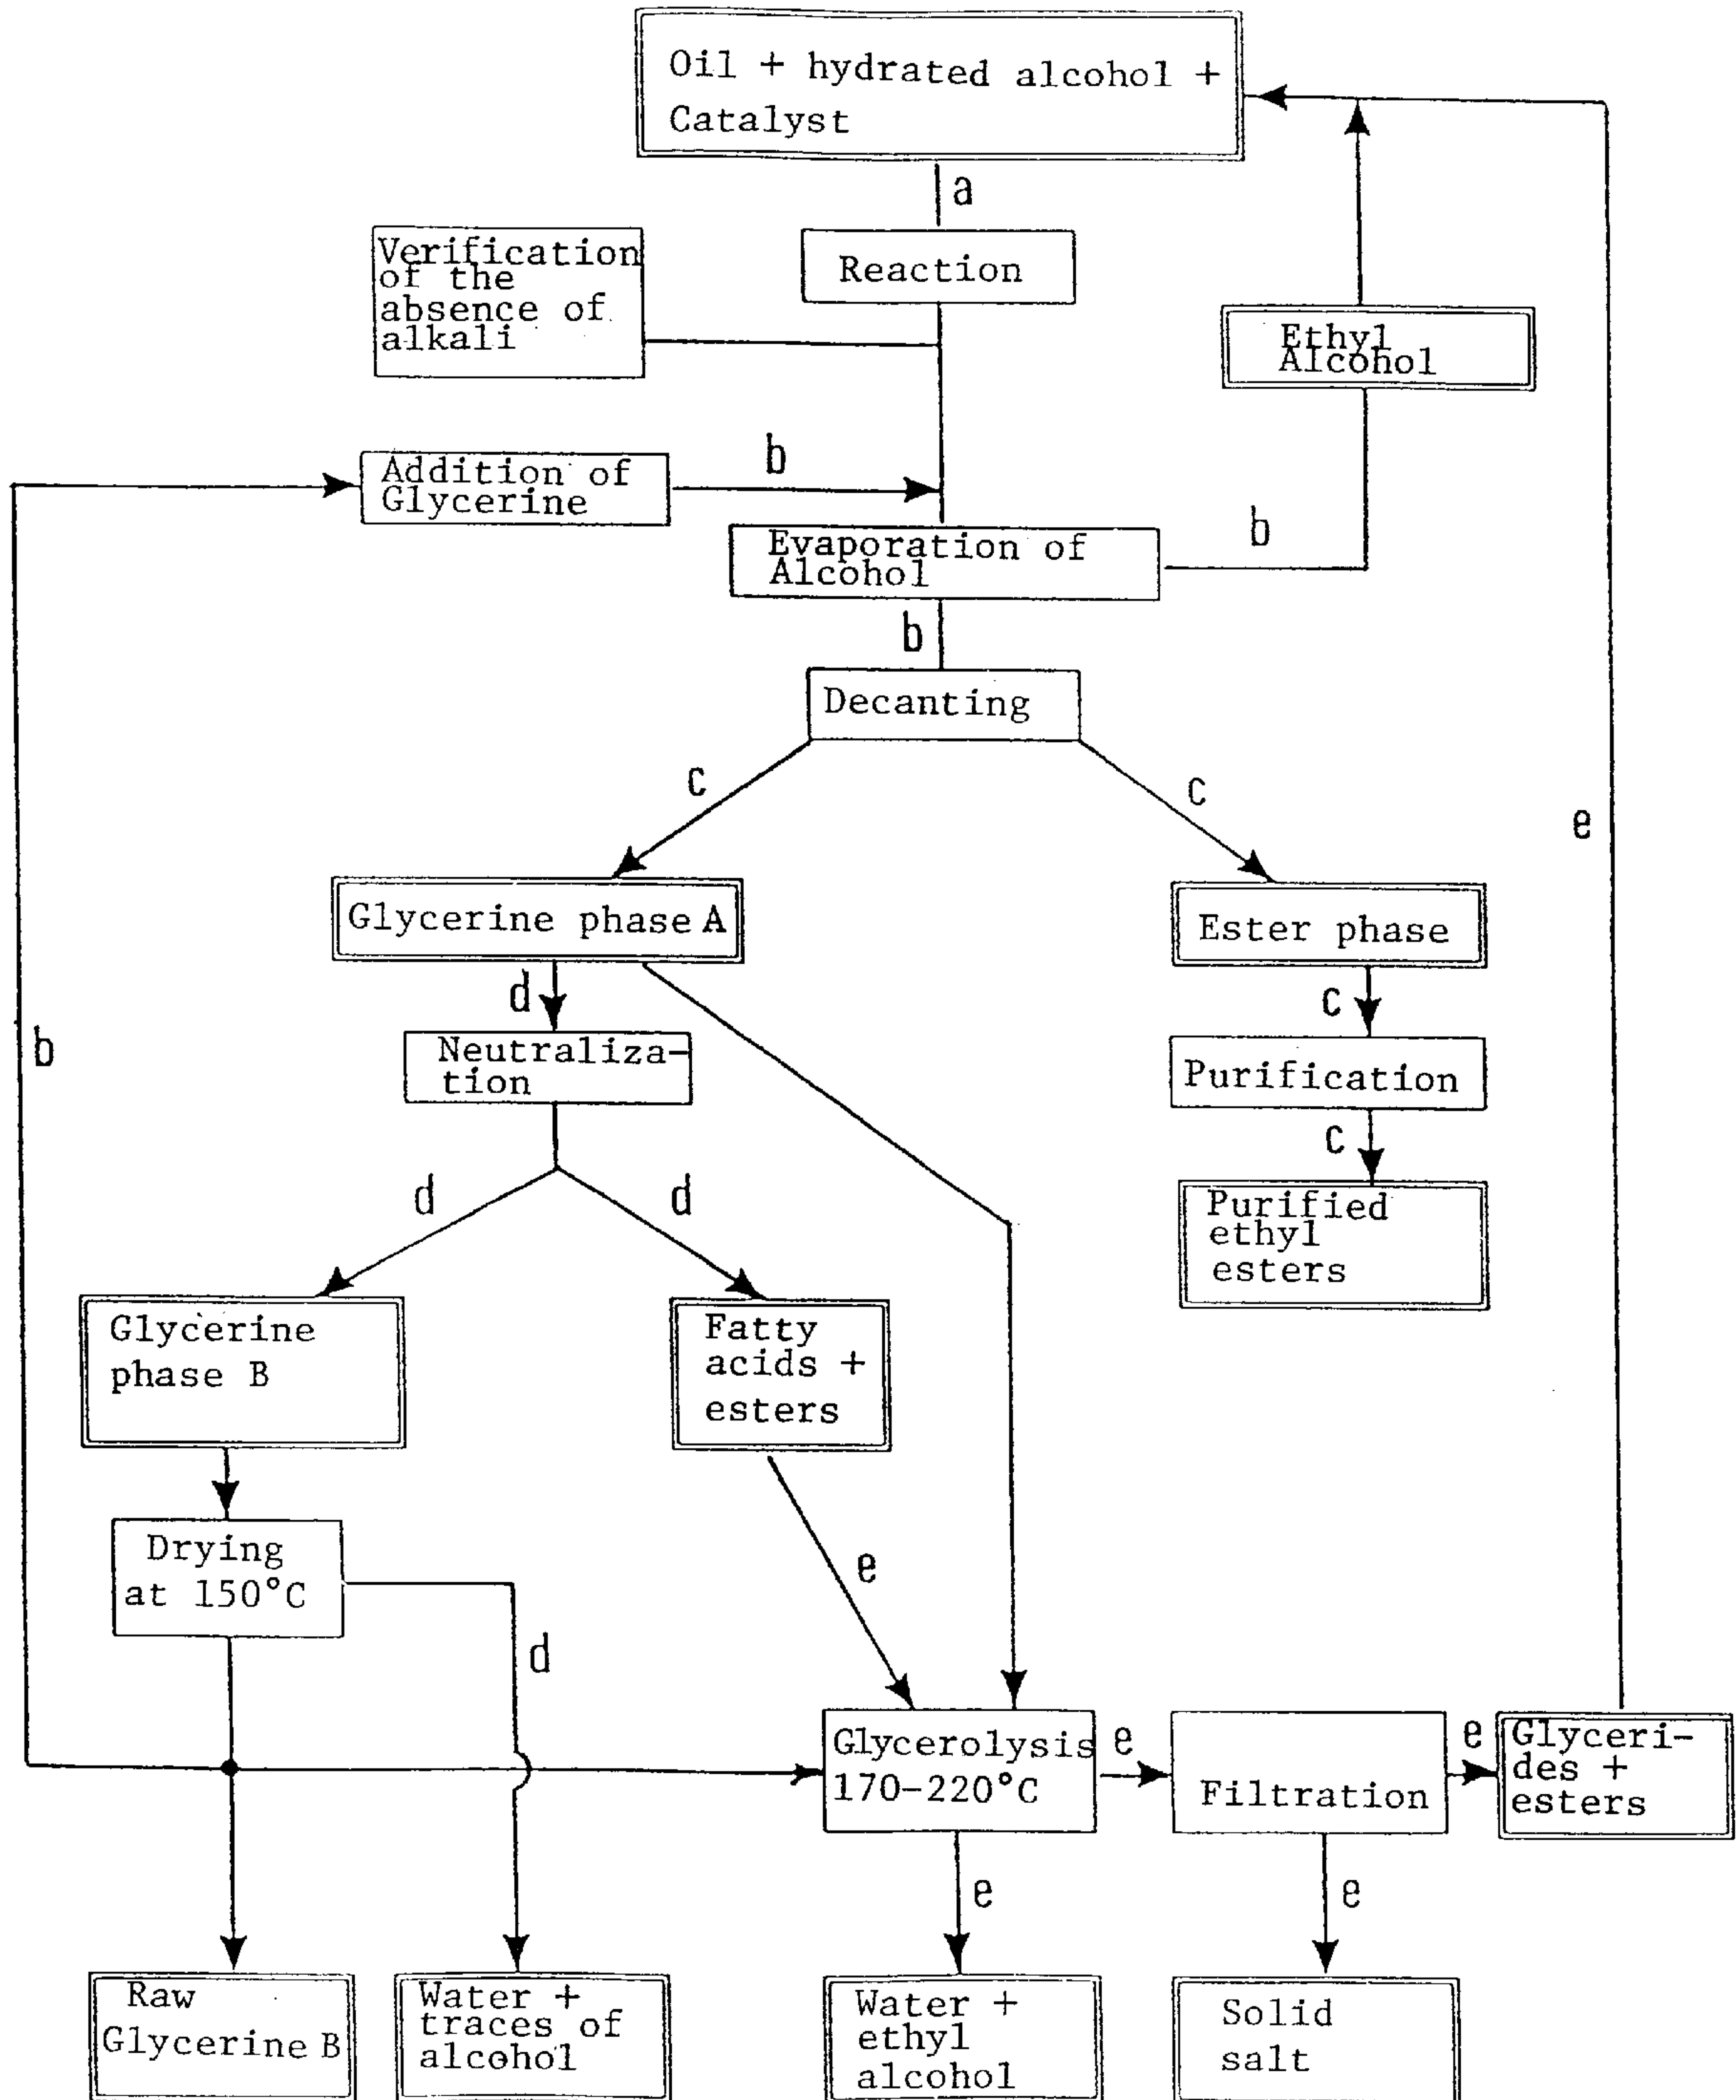 Oil + hydrated alcohol +
Catalyst
a
Verification
of the
absence of
alkali
Reaction
Ethyl
Alcohol
Addition of
Glycerine
b
Evaporation of
Alcohol
b
b
Decanting
c
c
e
Glycerine phase A
Ester phase
d
c
b
Neutraliza-
tion
Purification
c
d
d
Purified
ethyl
esters
Glycerine
phase B
Fatty
acids +
esters
Drying
at 150°C
e
d
Glycerolysis
170-220°C
e
Filtration
e
Glyceri-
des +
esters
e
e
Raw
Glycerine B
Water +
traces of
alcohol
Water +
ethyl
alcohol
Solid
salt